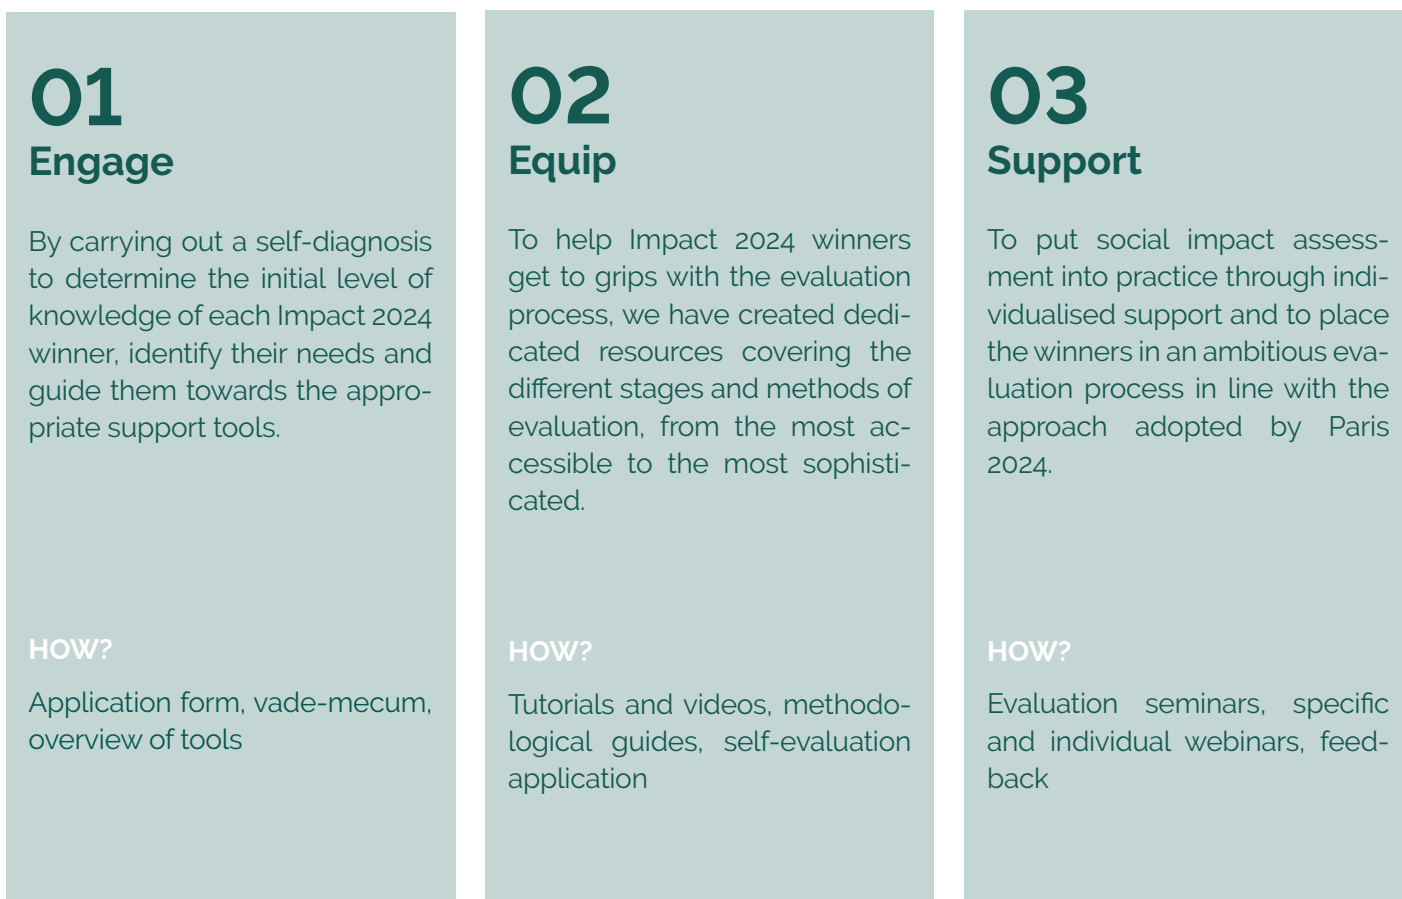 01
Engage
By carrying out a self-diagnosis
to determine the initial level of
knowledge of each Impact 2024
winner, identify their needs and
guide them towards the appro-
priate support tools.
HOW?
Application form, vade-mecum,
overview of tools
02
Equip
To help Impact 2024 winners
get to grips with the evaluation
process, we have created dedi-
cated resources covering the
different stages and methods of
evaluation, from the most ac-
cessible to the most sophisti-
cated.
HOW?
Tutorials and videos, methodo-
logical guides, self-evaluation
application
03
Support
To put social impact assess-
ment into practice through indi-
vidualised support and to place
the winners in an ambitious eva-
luation process in line with the
approach adopted by Paris
2024.
HOW?
Evaluation seminars, specific
and individual webinars, feed-
back